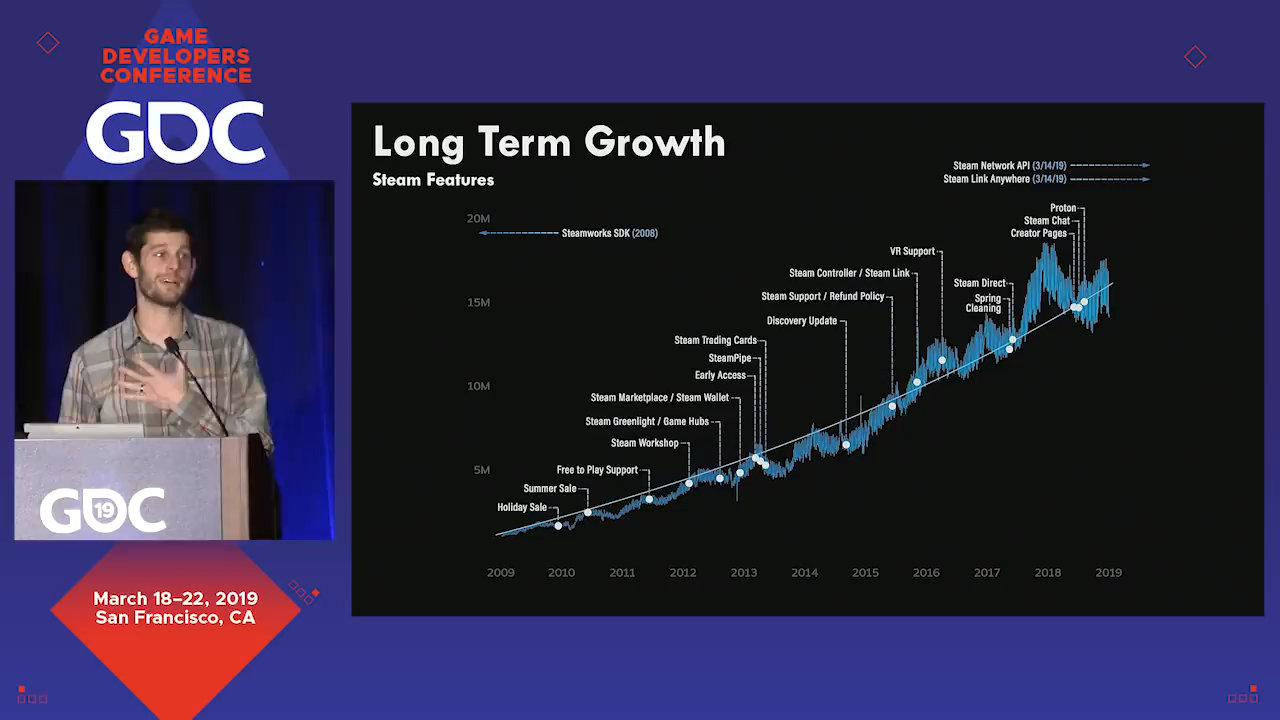 GAME
DEVELOPERS
CONFERENCE
GDC
GDC
19
March 18–22, 2019
San Francisco, CA
Long Term Growth
Steam Features
Steam Network API (3/14/19)
Steam Link Anywhere (3/14/19)
20M
15M
10M
5M
Steamworks SDK (2008)
Proton
Steam Chat
Creator Pages
VR Support
Steam Controller / Steam Link
Steam Direct
Steam Support / Refund Policy
Spring
Cleaning
Discovery Update
Steam Trading Cards
SteamPipe
Early Access
Steam Marketplace / Steam Wallet
Steam Greenlight / Game Hubs
Steam Workshop
Free to Play Support
Summer Sale
Holiday Sale
2009 2010 2011 2012 2013 2014 2015 2016 2017 2018 2019